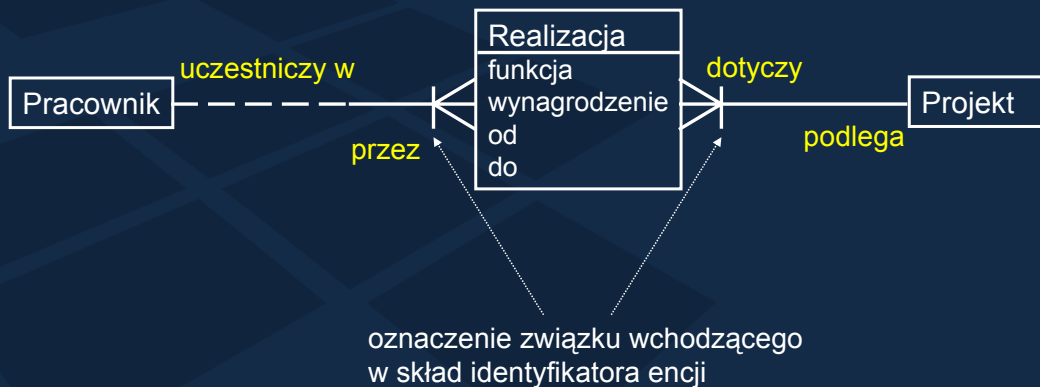 Realizacja
uczestniczy w
funkcja
dotyczy
Pracownik
wynagrodzenie
Projekt
przez
od
podlega
do
oznaczenie związku wchodzącego
w skład identyfikatora encji